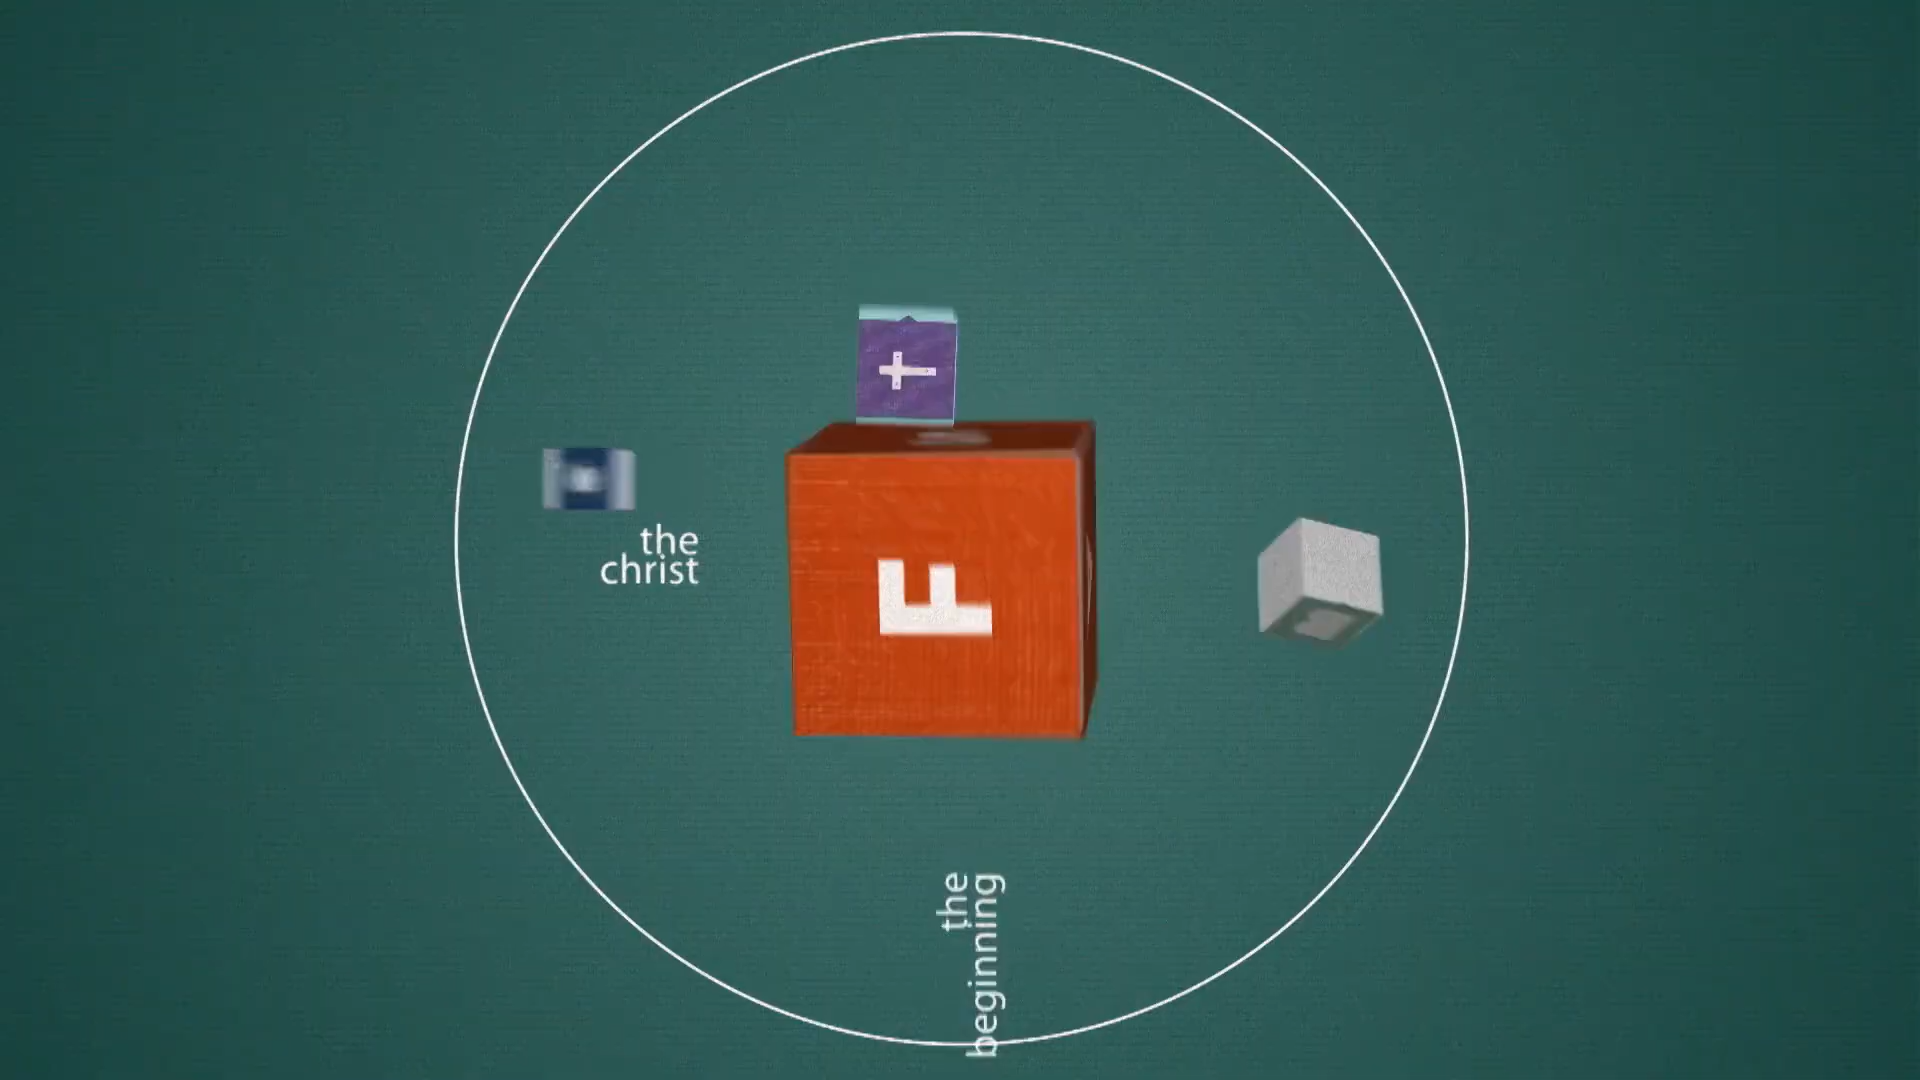 the
christ
F
the
beginning